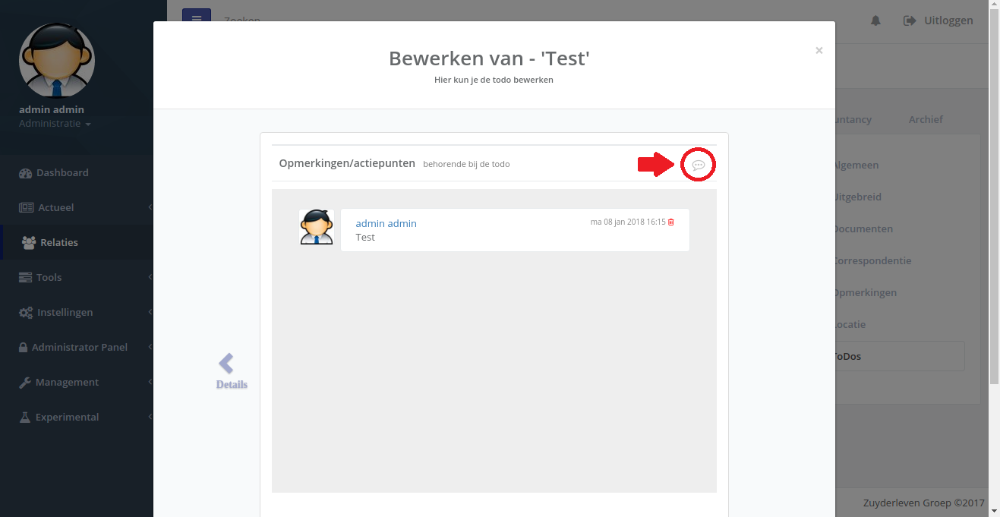 Zoeken
Uitloggen
admin admin
Administratie
Dashboard
Actueel
Relaties
Tools
Instellingen
Administrator Panel
Management
Experimental
Bewerken van - 'Test'
Hier kun je de todo bewerken
×
Opmerkingen/actiepunten behorende bij de todo
admin admin ma 08 jan 2018 16:15
Test
Details
untancy Archief
Algemeen
Uitgebreid
Documenten
Correspondentie
Opmerkingen
Locatie
ToDos
Zuyderleven Groep ©2017